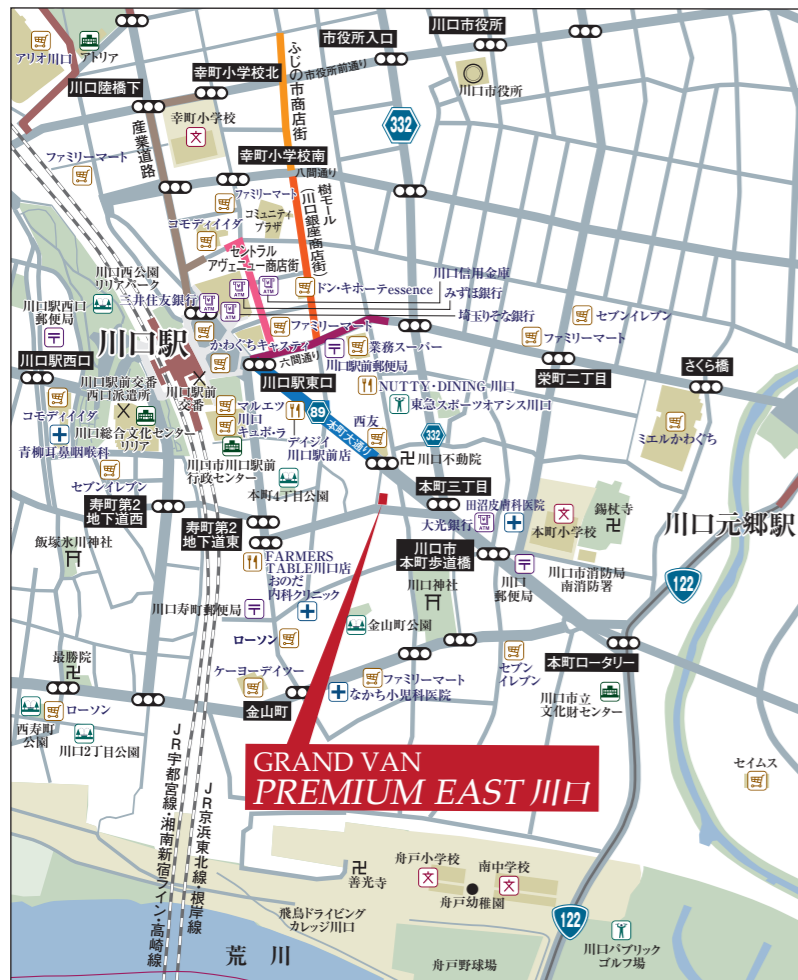 アリオ川口
アトリア
川口陸橋下
幸町小学校北
幸町小学校
産業道路
ふじの市商店街
市役所入口
市役所前通り
川口市役所
川口市役所
332
ファミリーマート
幸町小学校南
八間通り
樹モール
(川口銀座商店街)
ファミリーマート
コモディイイダ
コミュニティ
プラザ
セントラル
アヴェニュー商店街
川口西公園
リリアパーク
三井住友銀行
ATM
ATM
ATM
ATM
ドン・キホーテessence
川口信用金庫
みずほ銀行
埼玉りそな銀行
川口駅西口
郵便局
川口駅
かわぐちキャスティ
ファミリーマート
六間通り
業務スーパー
川口駅前郵便局
セブンイレブン
ファミリーマート
栄町二丁目
さくら橋
川口駅西口
川口駅前交番
西口派遣所
川口駅前
交番
川口駅東口
NUTTY・DINGING 川口
東急スポーツオアシス川口
コモディイイダ
川口総合文化センター
リリア
マルエツ
川口
キュポ・ラ
89
本町大通り
デイジイ
川口駅前店
西友
332
ミエルかわぐち
青柳耳鼻咽喉科
セブンイレブン
川口市川口駅前
行政センター
本町4丁目公園
川口不動院
本町三丁目
寿町第2
地下道西
寿町第2
地下道東
田沼皮膚科医院
大光銀行
ATM
本町小学校
錫杖寺
川口元郷駅
飯塚氷川神社
FARMERS
TABLE川口店
おのだ
内科クリニック
川口市
本町歩道橋
川口神社
川口
郵便局
川口市消防局
南消防署
122
川口寿町郵便局
金山町公園
ローソン
最勝院
ケーヨーデイツー
金山町
ファミリーマート
なかち小児科医院
セブン
イレブン
本町ロータリー
川口市立
文化財センター
西寿町
公園
ローソン
川口2丁目公園
GRAND VAN
PREMIUM EAST 川口
セイムス
JR宇都宮線・湘南新宿ライン・高崎線
JR京浜東北線・根岸線
善光寺
舟戸小学校
南中学校
舟戸幼稚園
飛鳥ドライビング
カレッジ川口
荒川
舟戸野球場
122
川口パブリック
ゴルフ場